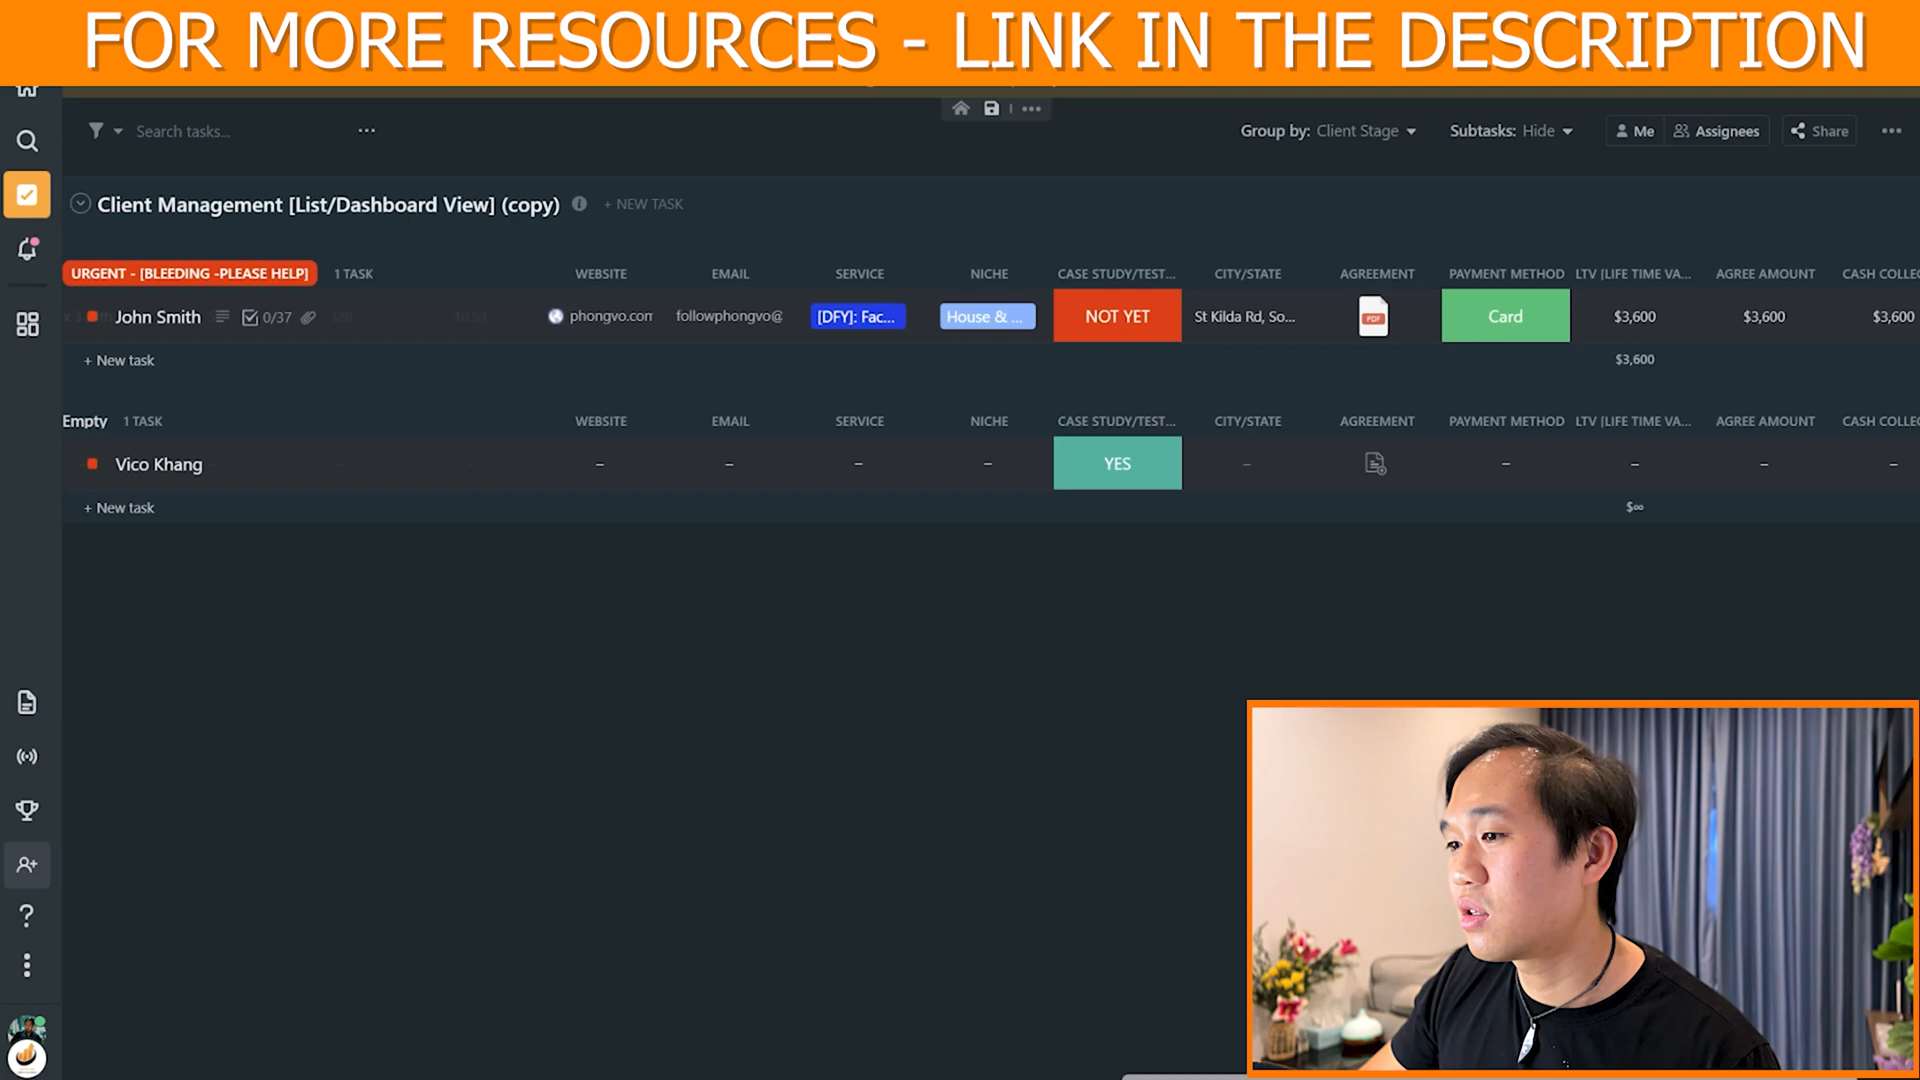 FOR MORE RESOURCES - LINK IN THE DESCRIPTION
Search tasks...
Group by: Client Stage
Subtasks: Hide
Me
Assignees
Share
Client Management [List/Dashboard View] (copy)
+ NEW TASK
URGENT - [BLEEDING -PLEASE HELP] 1 TASK WEBSITE EMAIL SERVICE NICHE CASE STUDY/TEST... CITY/STATE AGREEMENT PAYMENT METHOD LTV [LIFE TIME VA... AGREE AMOUNT CASH COLLEC
John Smith 0/37 phongvo.com followphongvo@ [DFY]: Fac... House & ... NOT YET St Kilda Rd, So... PDF Card $3,600 $3,600 $3,600
+ New task $3,600
Empty 1 TASK WEBSITE EMAIL SERVICE NICHE CASE STUDY/TEST... CITY/STATE AGREEMENT PAYMENT METHOD LTV [LIFE TIME VA... AGREE AMOUNT CASH COLLEC
Vico Khang – – – – YES – – – – –
+ New task $∞